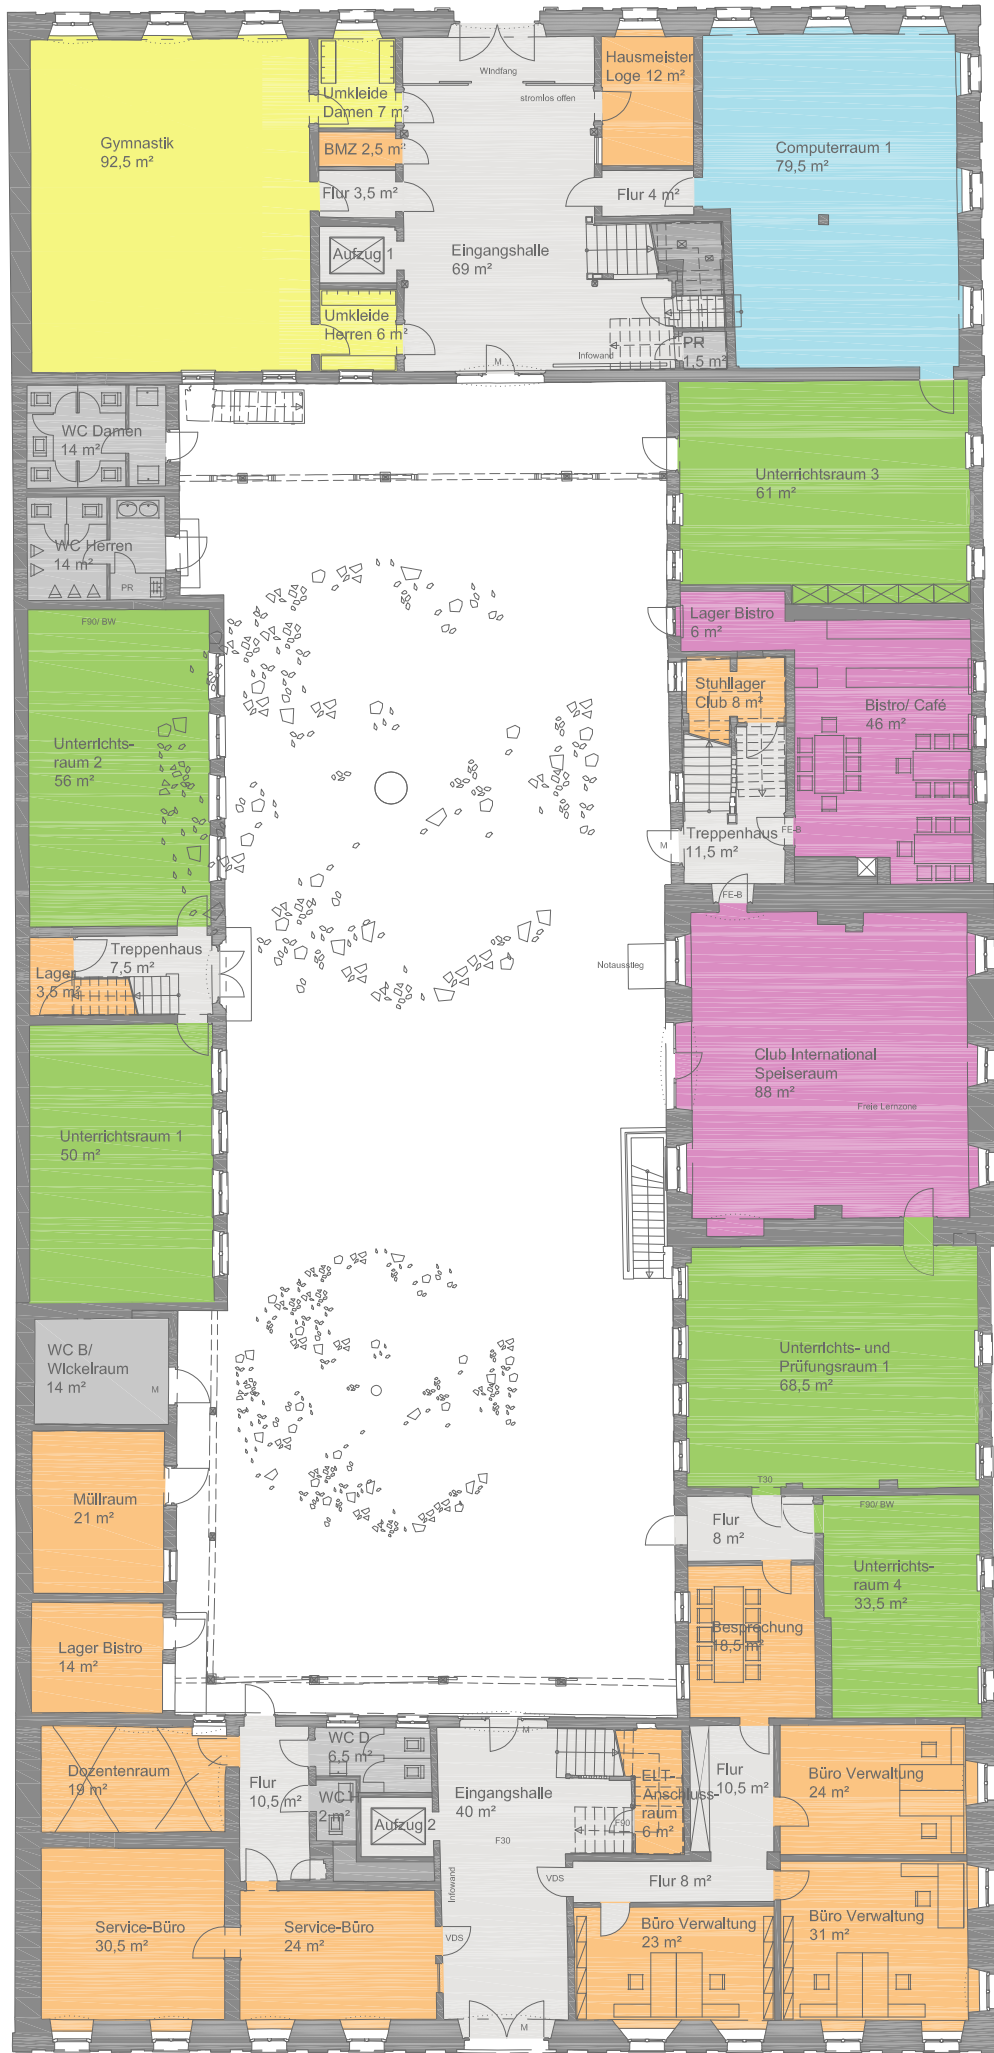 Windfang
stromlos offen
Hausmeister
Loge 12 m²
Umkleide
Damen 7 m²
Gymnastik
92,5 m²
BMZ 2,5 m²
Computerraum 1
79,5 m²
Flur 3,5 m²
Flur 4 m²
Aufzug 1
Eingangshalle
69 m²
Umkleide
Herren 6 m²
Infowand
PR
1,5 m²
M
WC Damen
14 m²
Unterrichtsraum 3
61 m²
WC Herren
14 m²
PR
F90/ BW
Lager Bistro
6 m²
Stuhllager
Club 8 m²
Bistro/ Café
46 m²
Unterrichts-
raum 2
56 m²
Treppenhaus
11,5 m²
M
FE-B
FE-B
Treppenhaus
7,5 m²
Lager
3,5 m²
Notausstieg
Club International
Speiseraum
88 m²
Freie Lernzone
Unterrichtsraum 1
50 m²
WC B/
Wickelraum
14 m²
M
Unterrichts- und
Prüfungsraum 1
68,5 m²
T30
Müllraum
21 m²
Flur
8 m²
F90/ BW
Unterrichts-
raum 4
33,5 m²
Besprechung
18,5 m²
Lager Bistro
14 m²
M
WC D
6,5 m²
Dozentenraum
19 m²
Flur
10,5 m²
WC H
2 m²
Aufzug 2
Eingangshalle
40 m²
F30
ELT-
Anschluss-
raum
6 m²
F90
Flur
10,5 m²
Büro Verwaltung
24 m²
Infowand
VDS
Flur 8 m²
Service-Büro
30,5 m²
Service-Büro
24 m²
VDS
Büro Verwaltung
23 m²
Büro Verwaltung
31 m²
M